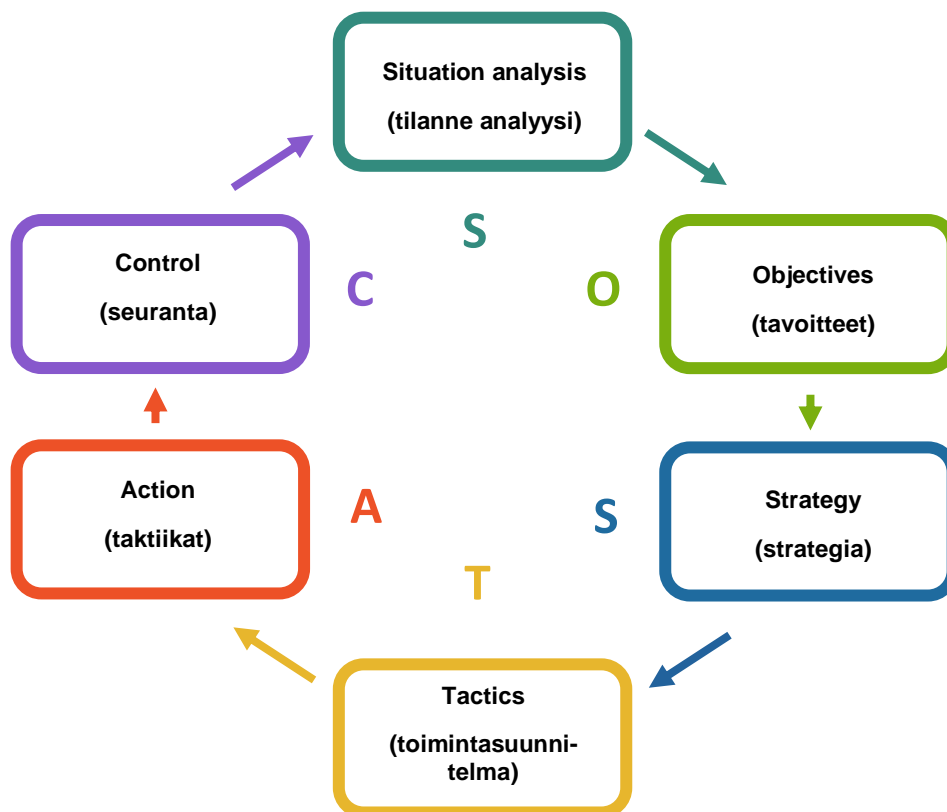 Situation analysis
(tilanne analyysi)
S
Control
(seuranta)
C
O
Objectives
(tavoitteet)
Action
(taktiikat)
A
S
Strategy
(strategia)
T
Tactics
(toimintasuunni-
telma)